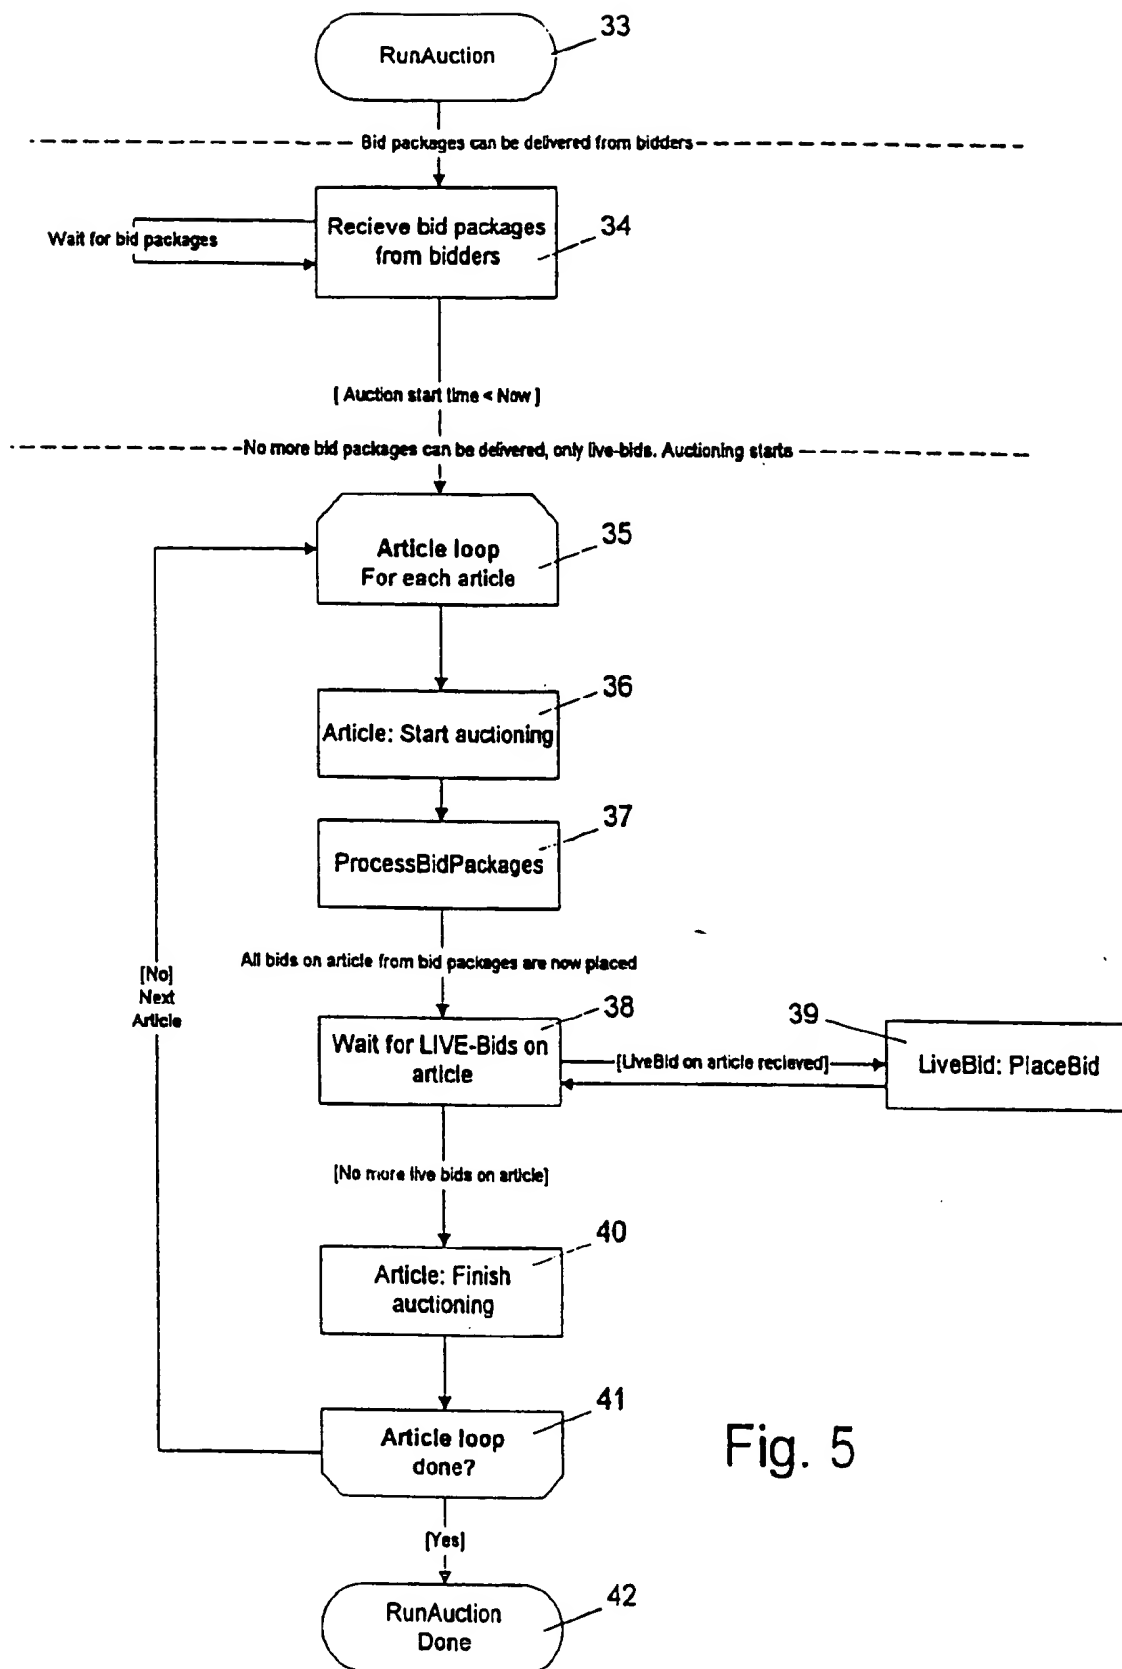 33
RunAuction
Bid packages can be delivered from bidders
Recieve bid packages
from bidders
34
Wait for bid packages
[ Auction start time < Now ]
No more bid packages can be delivered, only live-bids. Auctioning starts
Article loop
For each article
35
36
Article: Start auctioning
37
ProcessBidPackages
All bids on article from bid packages are now placed
[No]
Next
Article
38
Wait for LIVE-Bids on
article
[LiveBid on article recieved]
39
LiveBid: PlaceBid
[No more live bids on article]
40
Article: Finish
auctioning
41
Article loop
done?
Fig. 5
[Yes]
42
RunAuction
Done